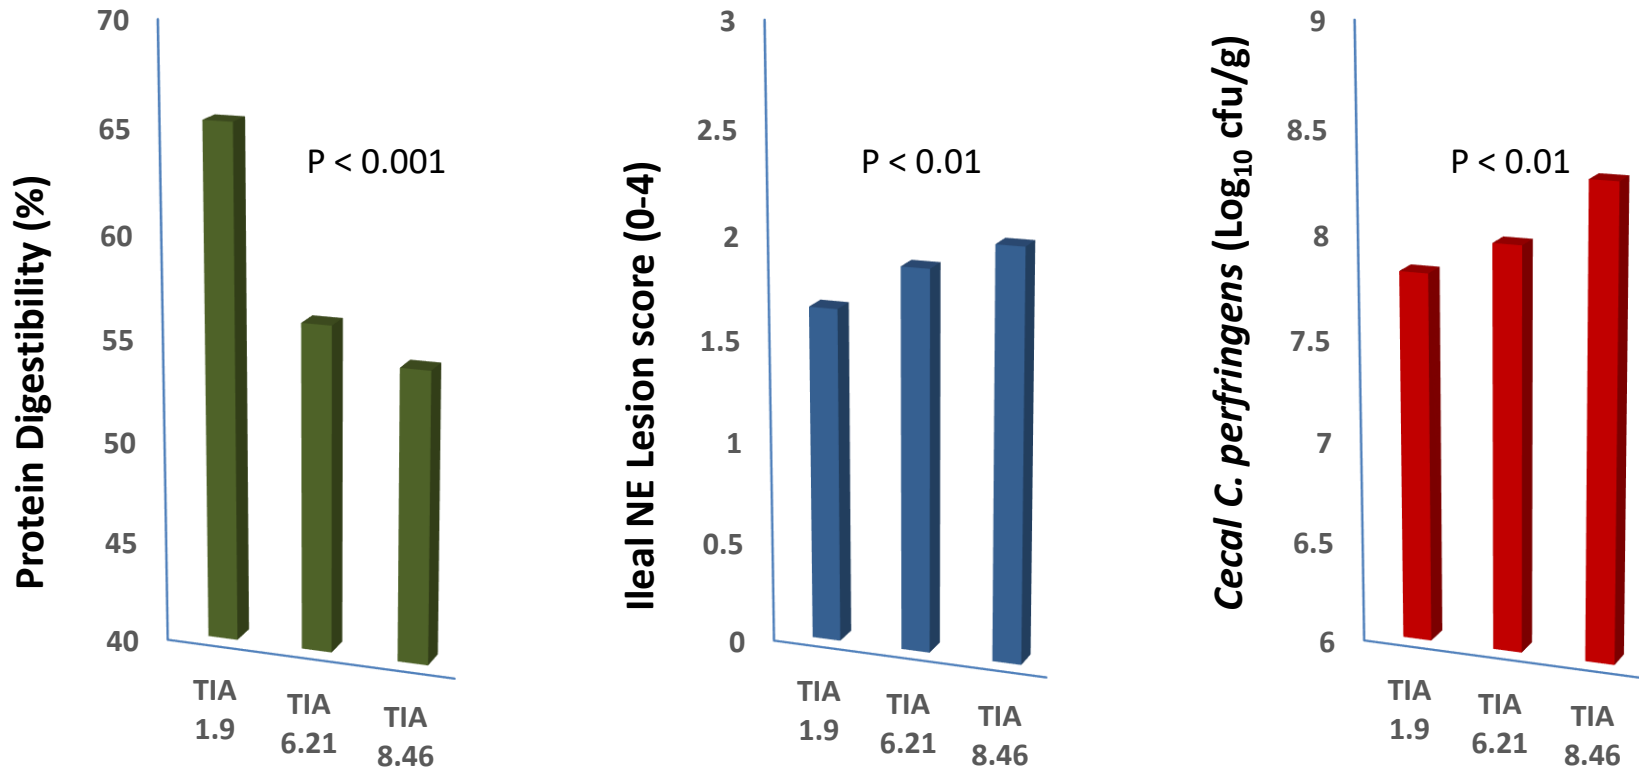 Protein Digestibility (%)
70
65
60
55
50
45
40
P < 0.001
TIA
1.9
TIA
6.21
TIA
8.46
Ileal NE Lesion score (0-4)
3
2.5
2
1.5
1
0.5
0
P < 0.01
TIA
1.9
TIA
6.21
TIA
8.46
Cecal C. perfringens (Log₁₀ cfu/g)
9
8.5
8
7.5
7
6.5
6
P < 0.01
TIA
1.9
TIA
6.21
TIA
8.46